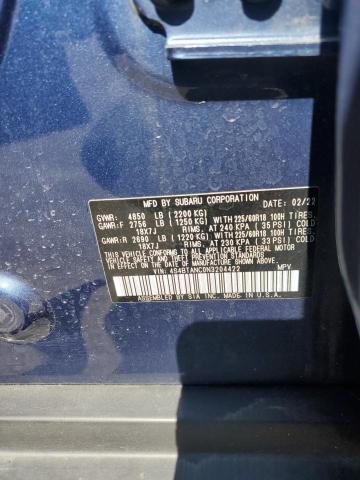 MFD BY SUBARU CORPORATION DATE: 02/22
GVWR: 4850 LB (2200 KG)
GAWR:F 2756 LB (1250 KG) WITH 225/60R18 100H TIRES,
18X7J RIMS, AT 240 KPA (35 PSI) COLD
GAWR:R 2690 LB (1220 KG) WITH 225/60R18 100H TIRES,
18X7J RIMS, AT 230 KPA (33 PSI) COLD
THIS VEHICLE CONFORMS TO ALL APPLICABLE FEDERAL MOTOR
VEHICLE SAFETY AND THEFT PREVENTION STANDARDS
IN EFFECT ON THE DATE OF MANUFACTURE SHOWN ABOVE.
VIN: 4S4BTANC0N3204422 MPV
ASSEMBLED BY SIA INC. MADE IN U.S.A.